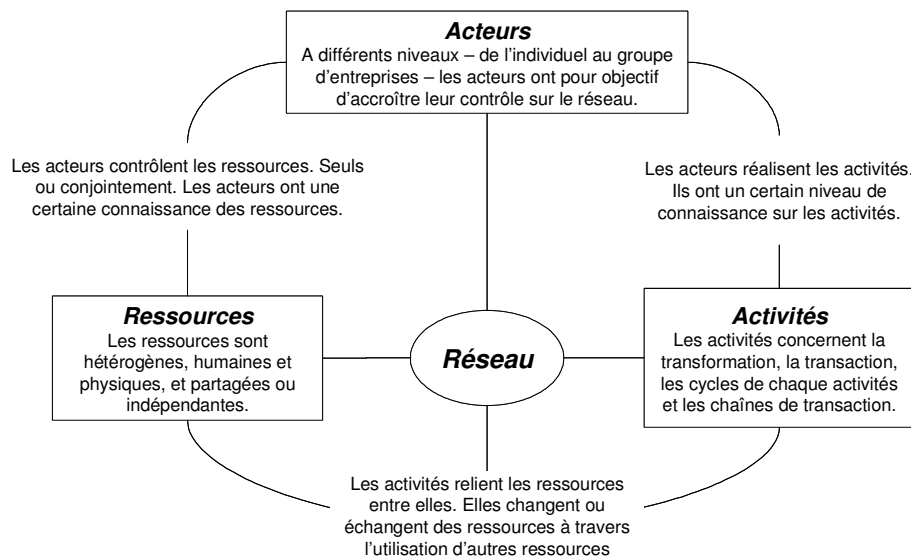 Acteurs
A différents niveaux – de l'individuel au groupe
d'entreprises – les acteurs ont pour objectif
d'accroître leur contrôle sur le réseau.
Les acteurs contrôlent les ressources. Seuls
ou conjointement. Les acteurs ont une
certaine connaissance des ressources.
Les acteurs réalisent les activités.
Ils ont un certain niveau de
connaissance sur les activités.
Ressources
Les ressources sont
hétérogènes, humaines et
physiques, et partagées ou
indépendantes.
Réseau
Activités
Les activités concernent la
transformation, la transaction,
les cycles de chaque activités
et les chaînes de transaction.
Les activités relient les ressources
entre elles. Elles changent ou
échangent des ressources à travers
l'utilisation d'autres ressources